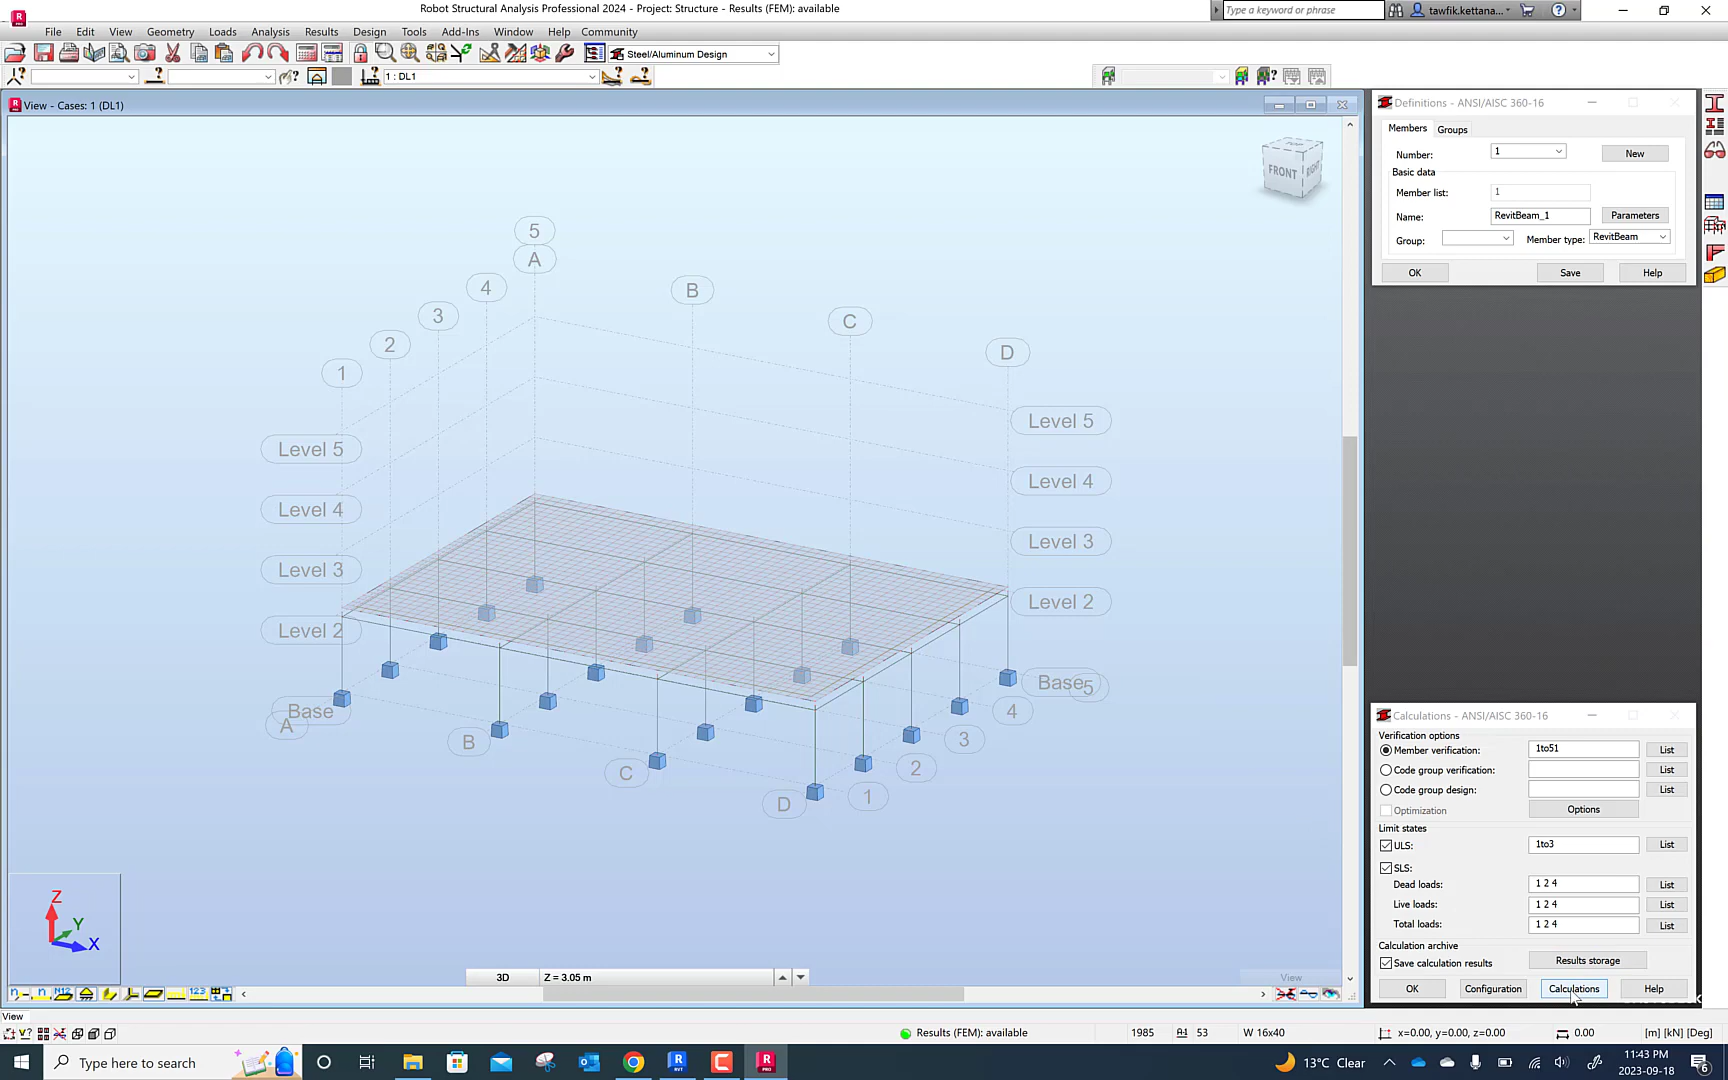 Robot Structural Analysis Professional 2024 - Project: Structure - Results (FEM): available
Type a keyword or phrase
tawfik.kettana...
File Edit View Geometry Loads Analysis Results Design Tools Add-Ins Window Help Community
Steel/Aluminum Design
1 : DL1
View - Cases: 1 (DL1)
TOP
FRONT
RIGHT
5
A
4
B
3
C
2
D
1
Level 5
Level 5
Level 4
Level 4
Level 3
Level 3
Level 2
Level 2
Base
5
Base
A
4
B
3
C
2
D
1
Z
Y
X
3D
Z = 3.05 m
View
Definitions - ANSI/AISC 360-16
Members Groups
Number: 1 New
Basic data
Member list: 1
Name: RevitBeam_1 Parameters
Group: Member type: RevitBeam
OK Save Help
Calculations - ANSI/AISC 360-16
Verification options
Member verification: 1to51 List
Code group verification: List
Code group design: List
Optimization Options
Limit states
ULS: 1to3 List
SLS:
Dead loads: 1 2 4 List
Live loads: 1 2 4 List
Total loads: 1 2 4 List
Calculation archive
Save calculation results Results storage
OK Configuration Calculations Help
View
Results (FEM): available
1985
53
W 16x40
x=0.00, y=0.00, z=0.00
0.00
[m] [kN] [Deg]
Type here to search
13°C Clear
11:43 PM
2023-09-18
6